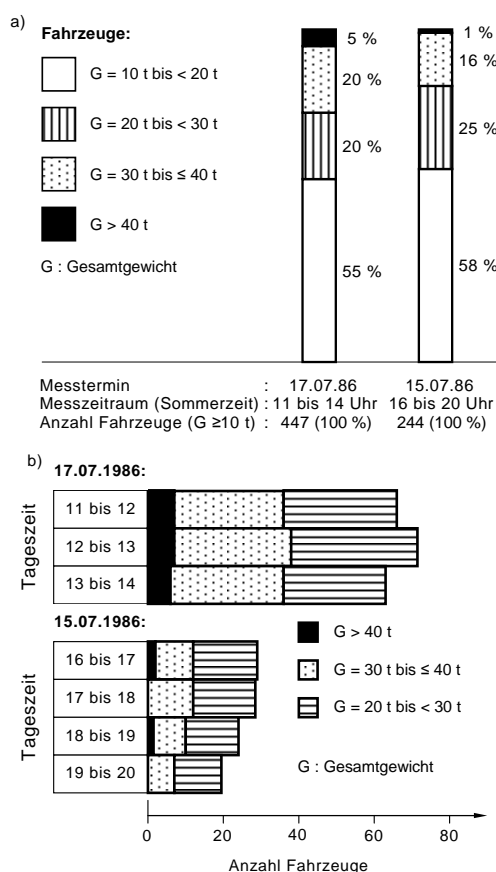 a)
Fahrzeuge:
G = 10 t bis < 20 t
G = 20 t bis < 30 t
G = 30 t bis ≤ 40 t
G > 40 t
G : Gesamtgewicht
5 %
20 %
20 %
55 %
1 %
16 %
25 %
58 %
Messtermin : 17.07.86 15.07.86
Messzeitraum (Sommerzeit) : 11 bis 14 Uhr 16 bis 20 Uhr
Anzahl Fahrzeuge (G ≥10 t) : 447 (100 %) 244 (100 %)
b)
17.07.1986:
Tageszeit
11 bis 12
12 bis 13
13 bis 14
15.07.1986:
Tageszeit
16 bis 17
17 bis 18
18 bis 19
19 bis 20
G > 40 t
G = 30 t bis ≤ 40 t
G = 20 t bis < 30 t
G : Gesamtgewicht
0 20 40 60 80
Anzahl Fahrzeuge